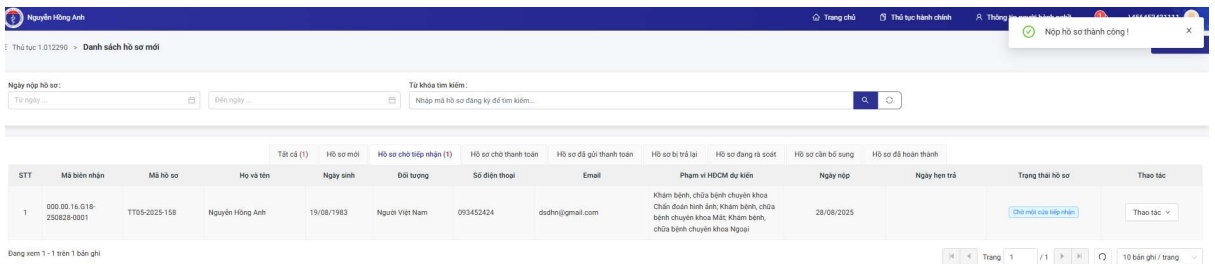 Nguyễn Hồng Anh
Trang chủ
Thủ tục hành chính
Thông tin người hành nghề
Nộp hồ sơ thành công !
X
Thủ tục 1.012290 > Danh sách hồ sơ mới
Ngày nộp hồ sơ :
Từ khóa tìm kiếm :
Từ ngày ...
Đến ngày ...
Nhập mã hồ sơ đăng ký để tìm kiếm...
Tất cả (1)
Hồ sơ mới
Hồ sơ chờ tiếp nhận (1)
Hồ sơ chờ thanh toán
Hồ sơ đã gửi thanh toán
Hồ sơ bị trả lại
Hồ sơ đang rà soát
Hồ sơ cần bổ sung
Hồ sơ đã hoàn thành
STT
Mã biên nhận
Mã hồ sơ
Họ và tên
Ngày sinh
Đối tượng
Số điện thoại
Email
Phạm vi HĐCM dự kiến
Ngày nộp
Ngày hẹn trả
Trạng thái hồ sơ
Thao tác
1
000.00.16.G18-
250828-0001
TT05-2025-158
Nguyễn Hồng Anh
19/08/1983
Người Việt Nam
093452424
dsdhn@gmail.com
Khám bệnh, chữa bệnh chuyên khoa
Chẩn đoán hình ảnh; Khám bệnh, chữa
bệnh chuyên khoa Mắt; Khám bệnh,
chữa bệnh chuyên khoa Ngoại
28/08/2025
Chờ một cửa tiếp nhận
Thao tác
Đang xem 1 - 1 trên 1 bản ghi
Trang 1 / 1
10 bản ghi / trang